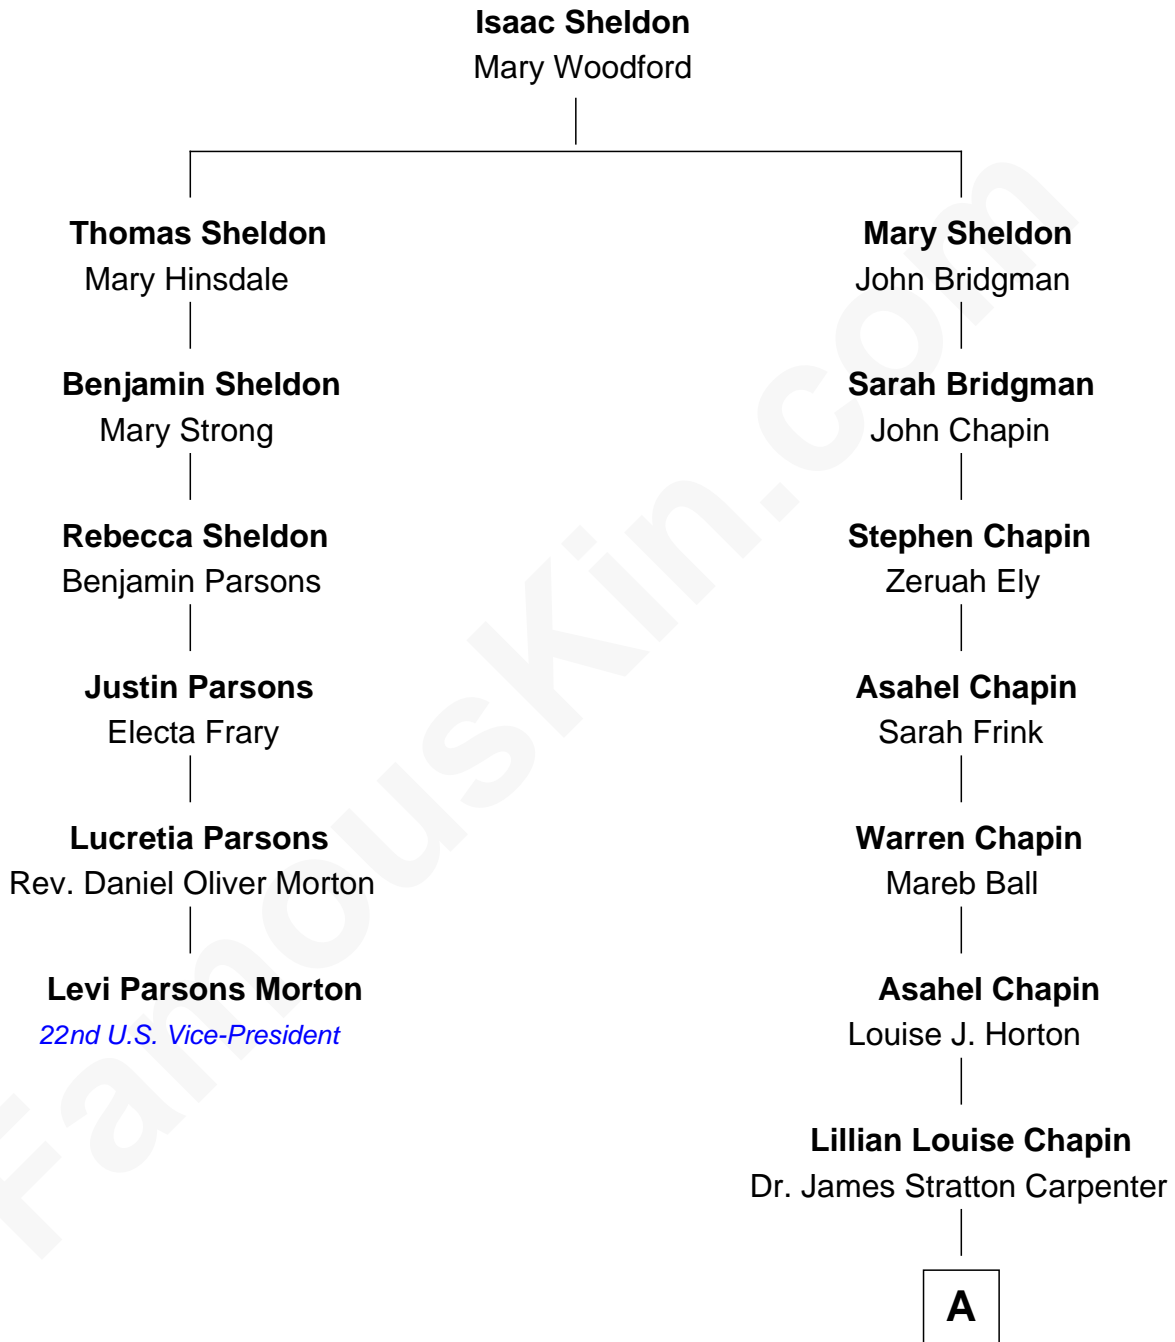 Isaac Sheldon
Mary Woodford
Thomas Sheldon
Mary Hinsdale
Benjamin Sheldon
Mary Strong
Rebecca Sheldon
Benjamin Parsons
Justin Parsons
Electa Frary
Lucretia Parsons
Rev. Daniel Oliver Morton
Levi Parsons Morton
22nd U.S. Vice-President
Mary Sheldon
John Bridgman
Sarah Bridgman
John Chapin
Stephen Chapin
Zeruah Ely
Asahel Chapin
Sarah Frink
Warren Chapin
Mareb Ball
Asahel Chapin
Louise J. Horton
Lillian Louise Chapin
Dr. James Stratton Carpenter
A
FamousKin.com